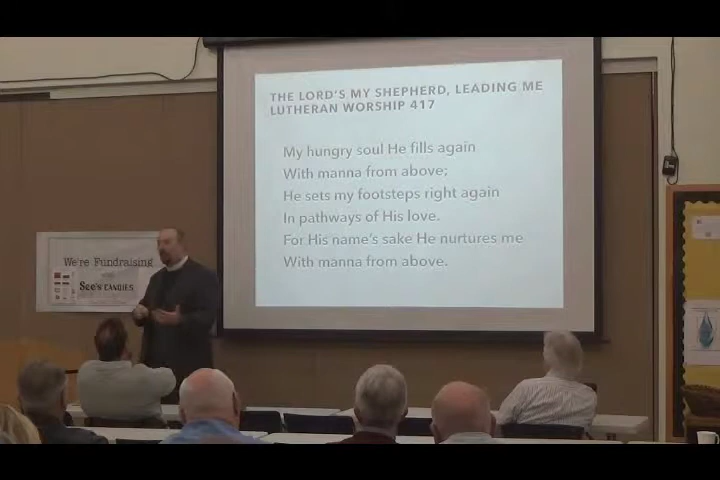 THE LORD'S MY SHEPHERD, LEADING ME
LUTHERAN WORSHIP 417
My hungry soul He fills again
With manna from above;
He sets my footsteps right again
In pathways of His love.
For His name's sake He nurtures me
With manna from above.
We're Fundraising
See's CANDIES